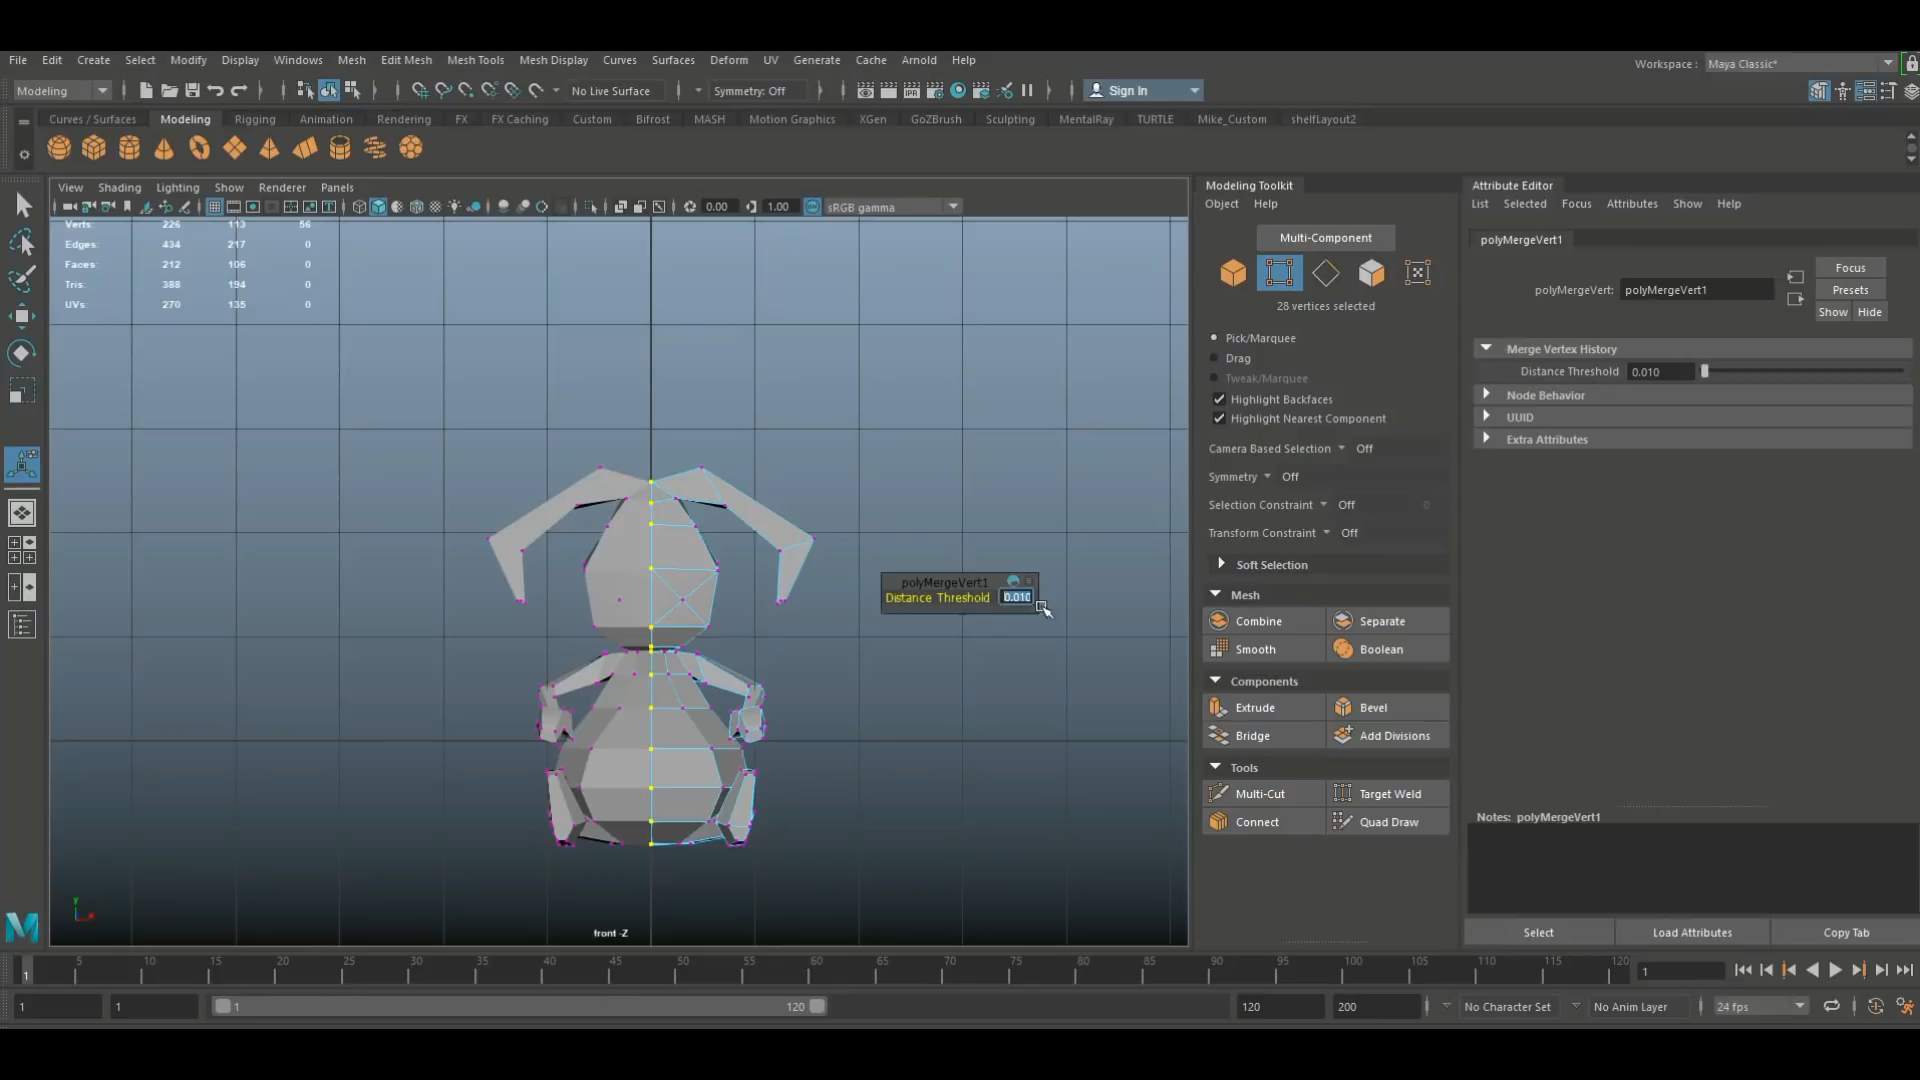 File Edit Create Select Modify Display Windows Mesh Edit Mesh Mesh Tools Mesh Display Curves Surfaces Deform UV Generate Cache Arnold Help
Workspace : Maya Classic*
Modeling No Live Surface Symmetry: Off Sign In
Curves / Surfaces Modeling Rigging Animation Rendering FX FX Caching Custom Bifrost MASH Motion Graphics XGen GoZBrush Sculpting MentalRay TURTLE Mike_Custom shelfLayout2
View Shading Lighting Show Renderer Panels
0.00 1.00 sRGB gamma
Verts: 226 113 56
Edges: 434 217 0
Faces: 212 106 0
Tris: 388 194 0
UVs: 270 135 0
polyMergeVert1
Distance Threshold 0.010
front -Z
Modeling Toolkit
Object Help
Multi-Component
28 vertices selected
Pick/Marquee
Drag
Tweak/Marquee
Highlight Backfaces
Highlight Nearest Component
Camera Based Selection Off
Symmetry Off
Selection Constraint Off 0
Transform Constraint Off
Soft Selection
Mesh
Combine Separate
Smooth Boolean
Components
Extrude Bevel
Bridge Add Divisions
Tools
Multi-Cut Target Weld
Connect Quad Draw
Attribute Editor
List Selected Focus Attributes Show Help
polyMergeVert1
polyMergeVert: polyMergeVert1
Focus
Presets
Show Hide
Merge Vertex History
Distance Threshold 0.010
Node Behavior
UUID
Extra Attributes
Notes: polyMergeVert1
Select Load Attributes Copy Tab
1 5 10 15 20 25 30 35 40 45 50 55 60 65 70 75 80 85 90 95 100 105 110 115 120 1
1 1 1 120 120 200 No Character Set No Anim Layer 24 fps